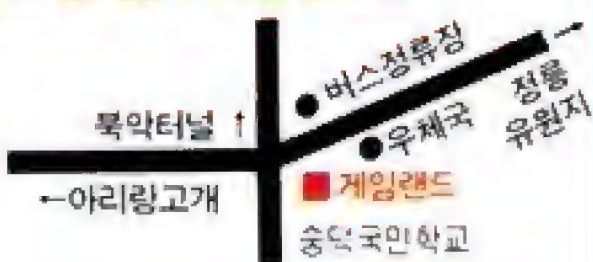 버스정류장
정릉
유원지
→
북악터널 ↑
우체국
←아리랑고개
게임랜드
숭덕국민학교